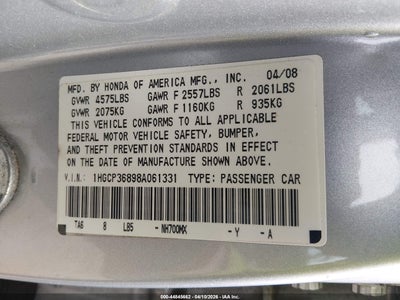 MFD. BY HONDA OF AMERICA MFG., INC. 04/08
GVWR 4575LBS GAWR F 2557LBS R 2061LBS
GVWR 2075KG GAWR F 1160KG R 935KG
THIS VEHICLE CONFORMS TO ALL APPLICABLE
FEDERAL MOTOR VEHICLE SAFETY, BUMPER,
AND THEFT PREVENTION STANDARDS IN EFFECT
ON THE DATE OF MANUFACTURE SHOWN ABOVE.
V.I.N.: 1HGCP36898A061331 TYPE: PASSENGER CAR
TA6 8 LB5 -NH700MX -Y -A
000-44845662 - 04/10/2026 - IAA Inc.